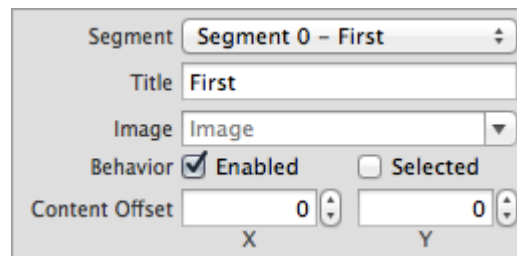 Segment Segment 0 – First
Title First
Image Image
Behavior Enabled Selected
Content Offset 0 0
X Y